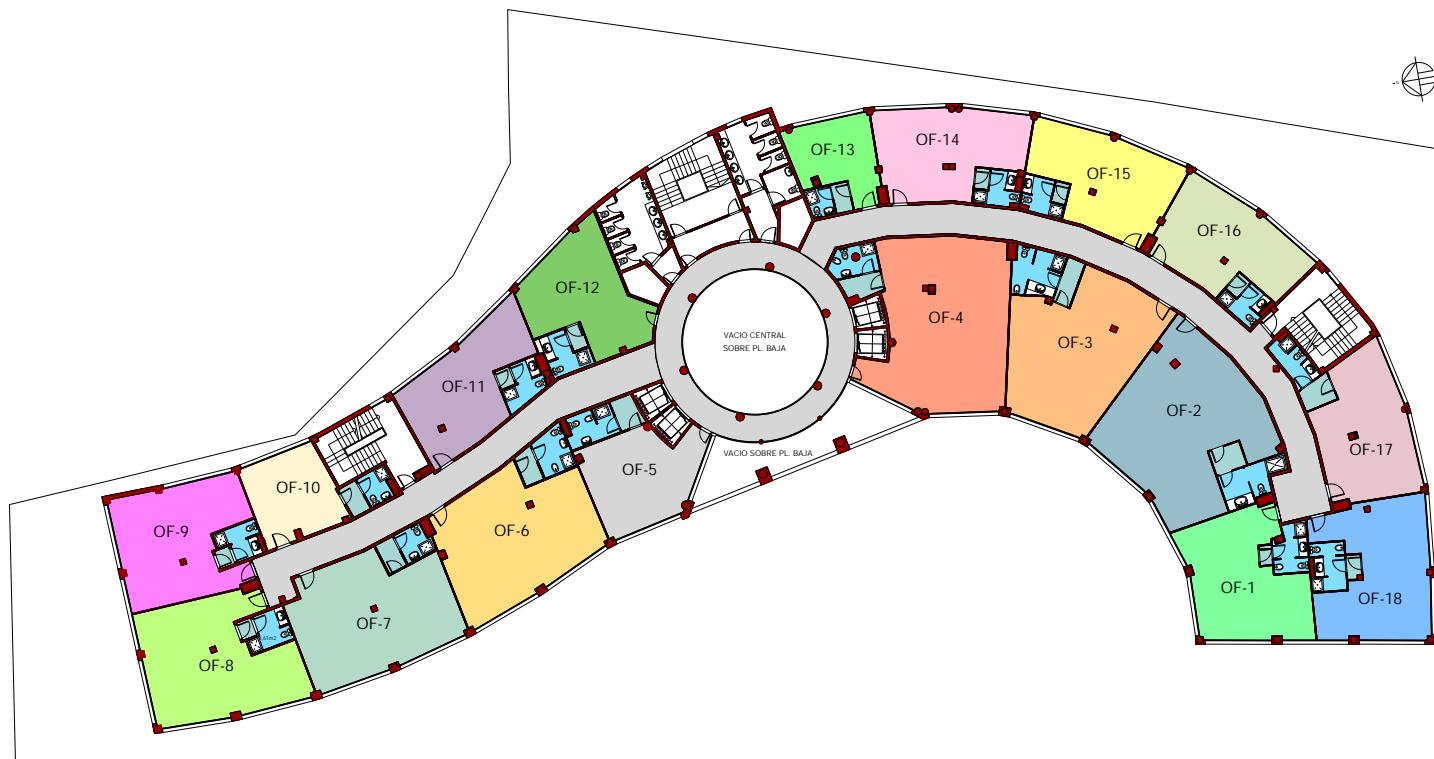 OF-14
OF-13
OF-15
OF-16
OF-12
OF-4
VACIO CENTRAL
SOBRE PL. BAJA
OF-3
OF-11
OF-2
VACIO SOBRE PL. BAJA
OF-17
OF-5
OF-10
OF-9
OF-6
OF-1
OF-18
OF-7
OF-8